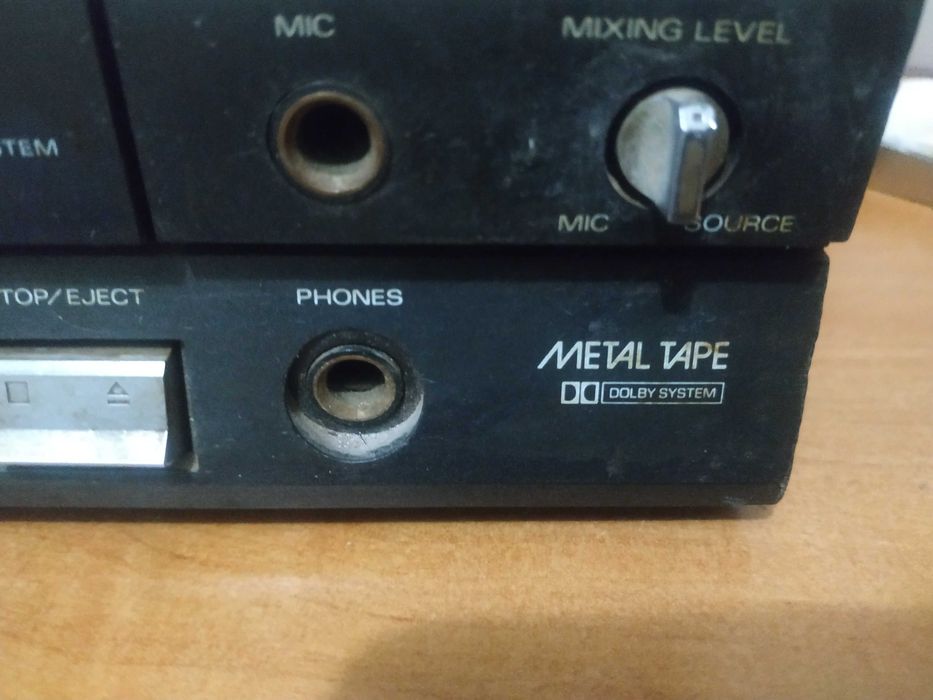 MIC
MIXING LEVEL
STEM
MIC SOURCE
TOP/EJECT
PHONES
METAL TAPE
DOLBY SYSTEM